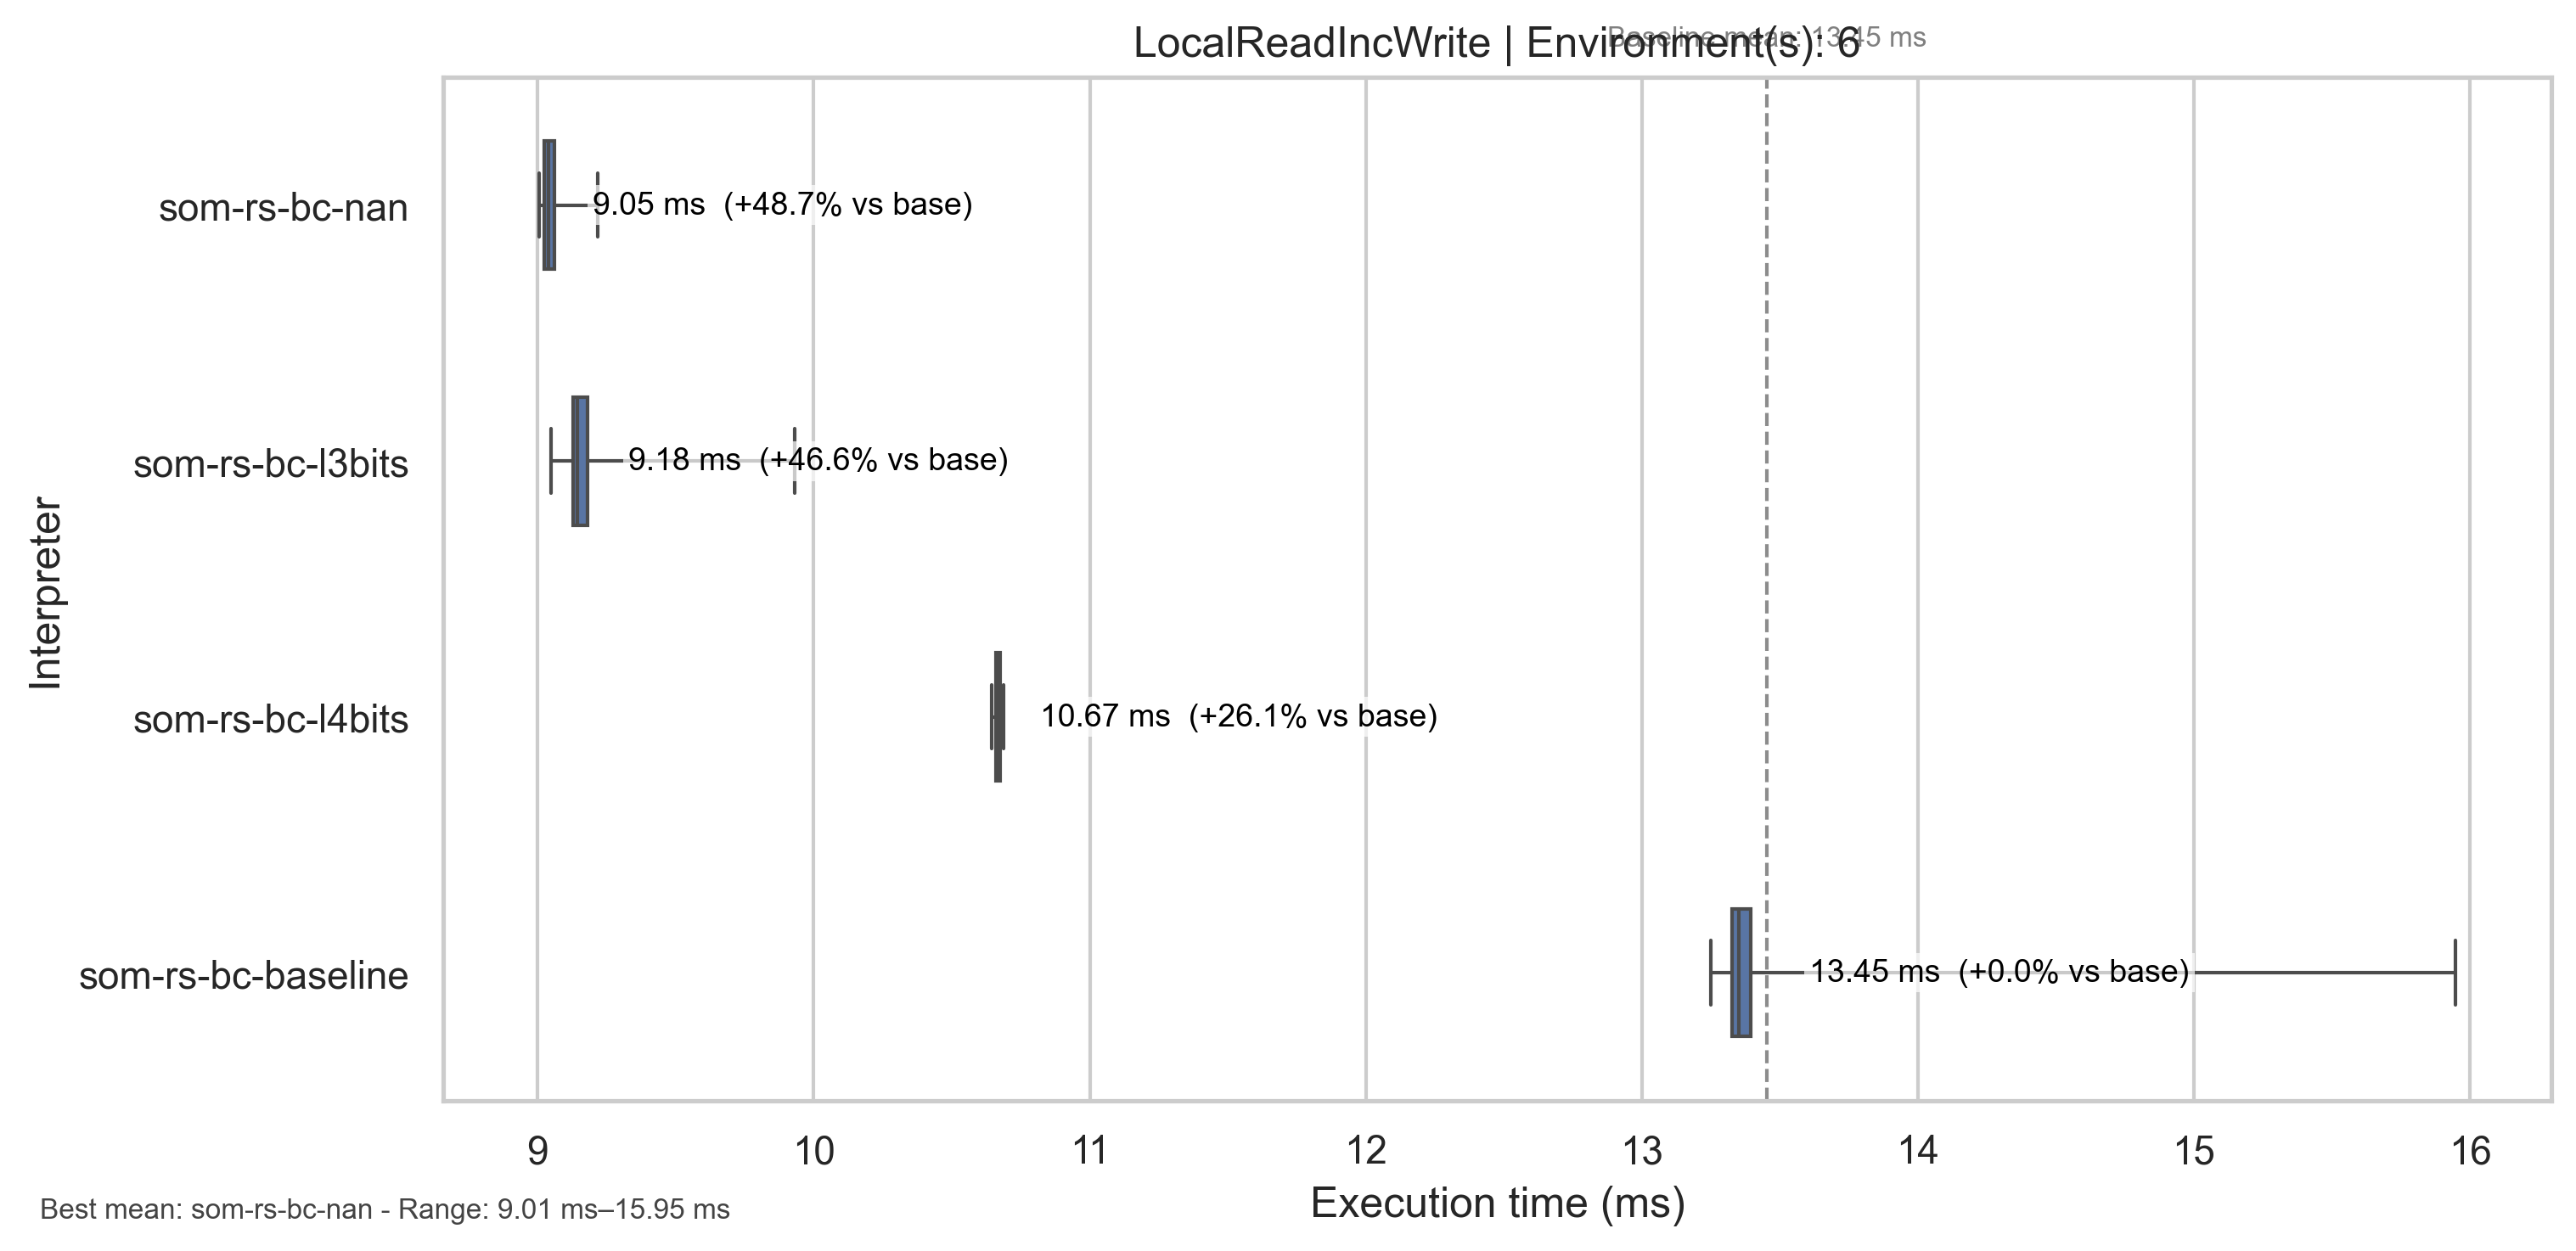 LocalReadIncWrite | Environment(s): 6
Baseline mean: 13.45 ms
Interpreter
som-rs-bc-nan
9.05 ms (+48.7% vs base)
som-rs-bc-l3bits
9.18 ms (+46.6% vs base)
som-rs-bc-l4bits
10.67 ms (+26.1% vs base)
som-rs-bc-baseline
13.45 ms (+0.0% vs base)
9 10 11 12 13 14 15 16
Execution time (ms)
Best mean: som-rs-bc-nan - Range: 9.01 ms–15.95 ms